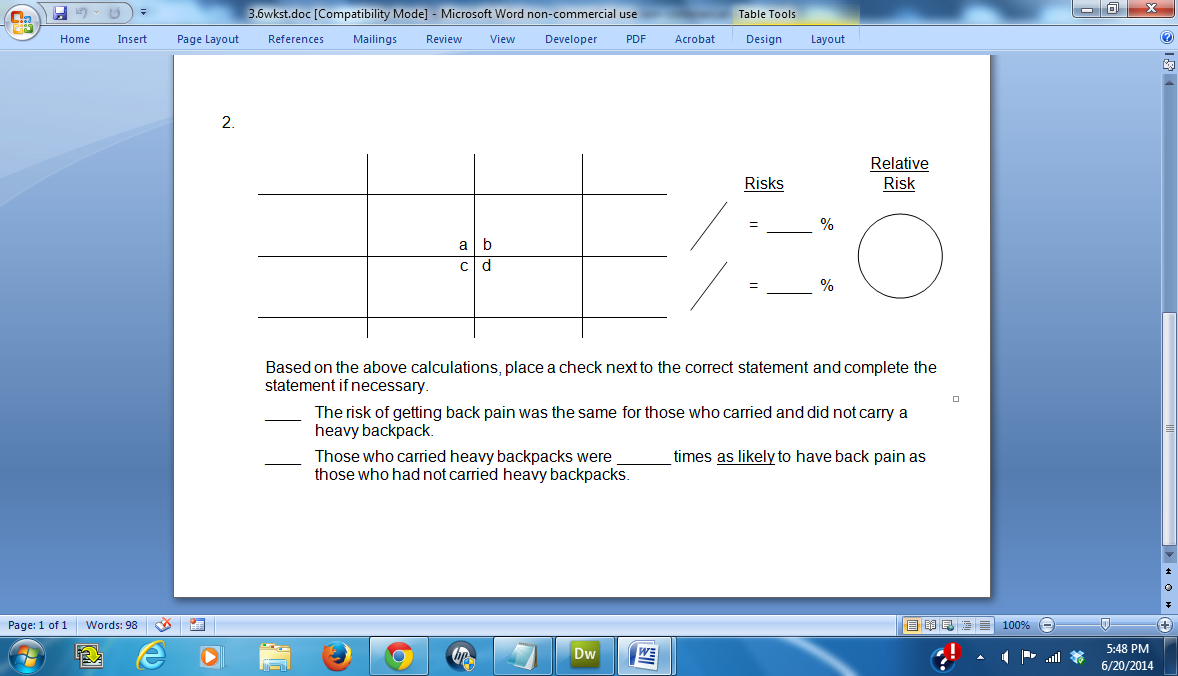 3.6wkst.doc [Compatibility Mode] - Microsoft Word non-commercial use
Table Tools
Home Insert Page Layout References Mailings Review View Developer PDF Acrobat Design Layout
2.
Relative
Risk
Risks
= _____ %
= _____ %
a b
c d
Based on the above calculations, place a check next to the correct statement and complete the
statement if necessary.
____ The risk of getting back pain was the same for those who carried and did not carry a
heavy backpack.
____ Those who carried heavy backpacks were ______ times as likely to have back pain as
those who had not carried heavy backpacks.
Page: 1 of 1 Words: 98 100%
hp Dw W
5:48 PM
6/20/2014